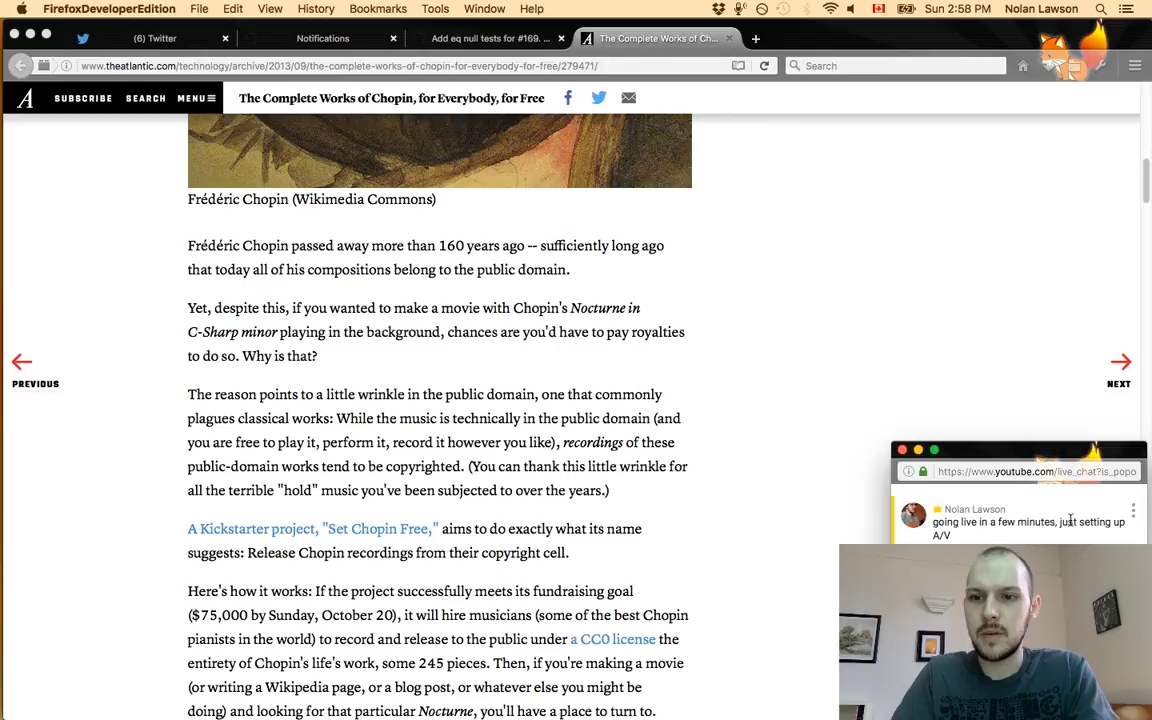 FirefoxDeveloperEdition File Edit View History Bookmarks Tools Window Help Sun 2:58 PM Nolan Lawson
(6) Twitter Notifications Add eq null tests for #169. ... The Complete Works of Ch...
www.theatlantic.com/technology/archive/2013/09/the-complete-works-of-chopin-for-everybody-for-free/279471/ Search
A SUBSCRIBE SEARCH MENU The Complete Works of Chopin, for Everybody, for Free
Frédéric Chopin (Wikimedia Commons)
Frédéric Chopin passed away more than 160 years ago -- sufficiently long ago
that today all of his compositions belong to the public domain.
Yet, despite this, if you wanted to make a movie with Chopin's Nocturne in
C-Sharp minor playing in the background, chances are you'd have to pay royalties
to do so. Why is that?
PREVIOUS
NEXT
The reason points to a little wrinkle in the public domain, one that commonly
plagues classical works: While the music is technically in the public domain (and
you are free to play it, perform it, record it however you like), recordings of these
public-domain works tend to be copyrighted. (You can thank this little wrinkle for
all the terrible "hold" music you've been subjected to over the years.)
A Kickstarter project, "Set Chopin Free," aims to do exactly what its name
suggests: Release Chopin recordings from their copyright cell.
Here's how it works: If the project successfully meets its fundraising goal
($75,000 by Sunday, October 20), it will hire musicians (some of the best Chopin
pianists in the world) to record and release to the public under a CC0 license the
entirety of Chopin's life's work, some 245 pieces. Then, if you're making a movie
(or writing a Wikipedia page, or a blog post, or whatever else you might be
doing) and looking for that particular Nocturne, you'll have a place to turn to.
https://www.youtube.com/live_chat?is_popo
Nolan Lawson
going live in a few minutes, just setting up
A/V